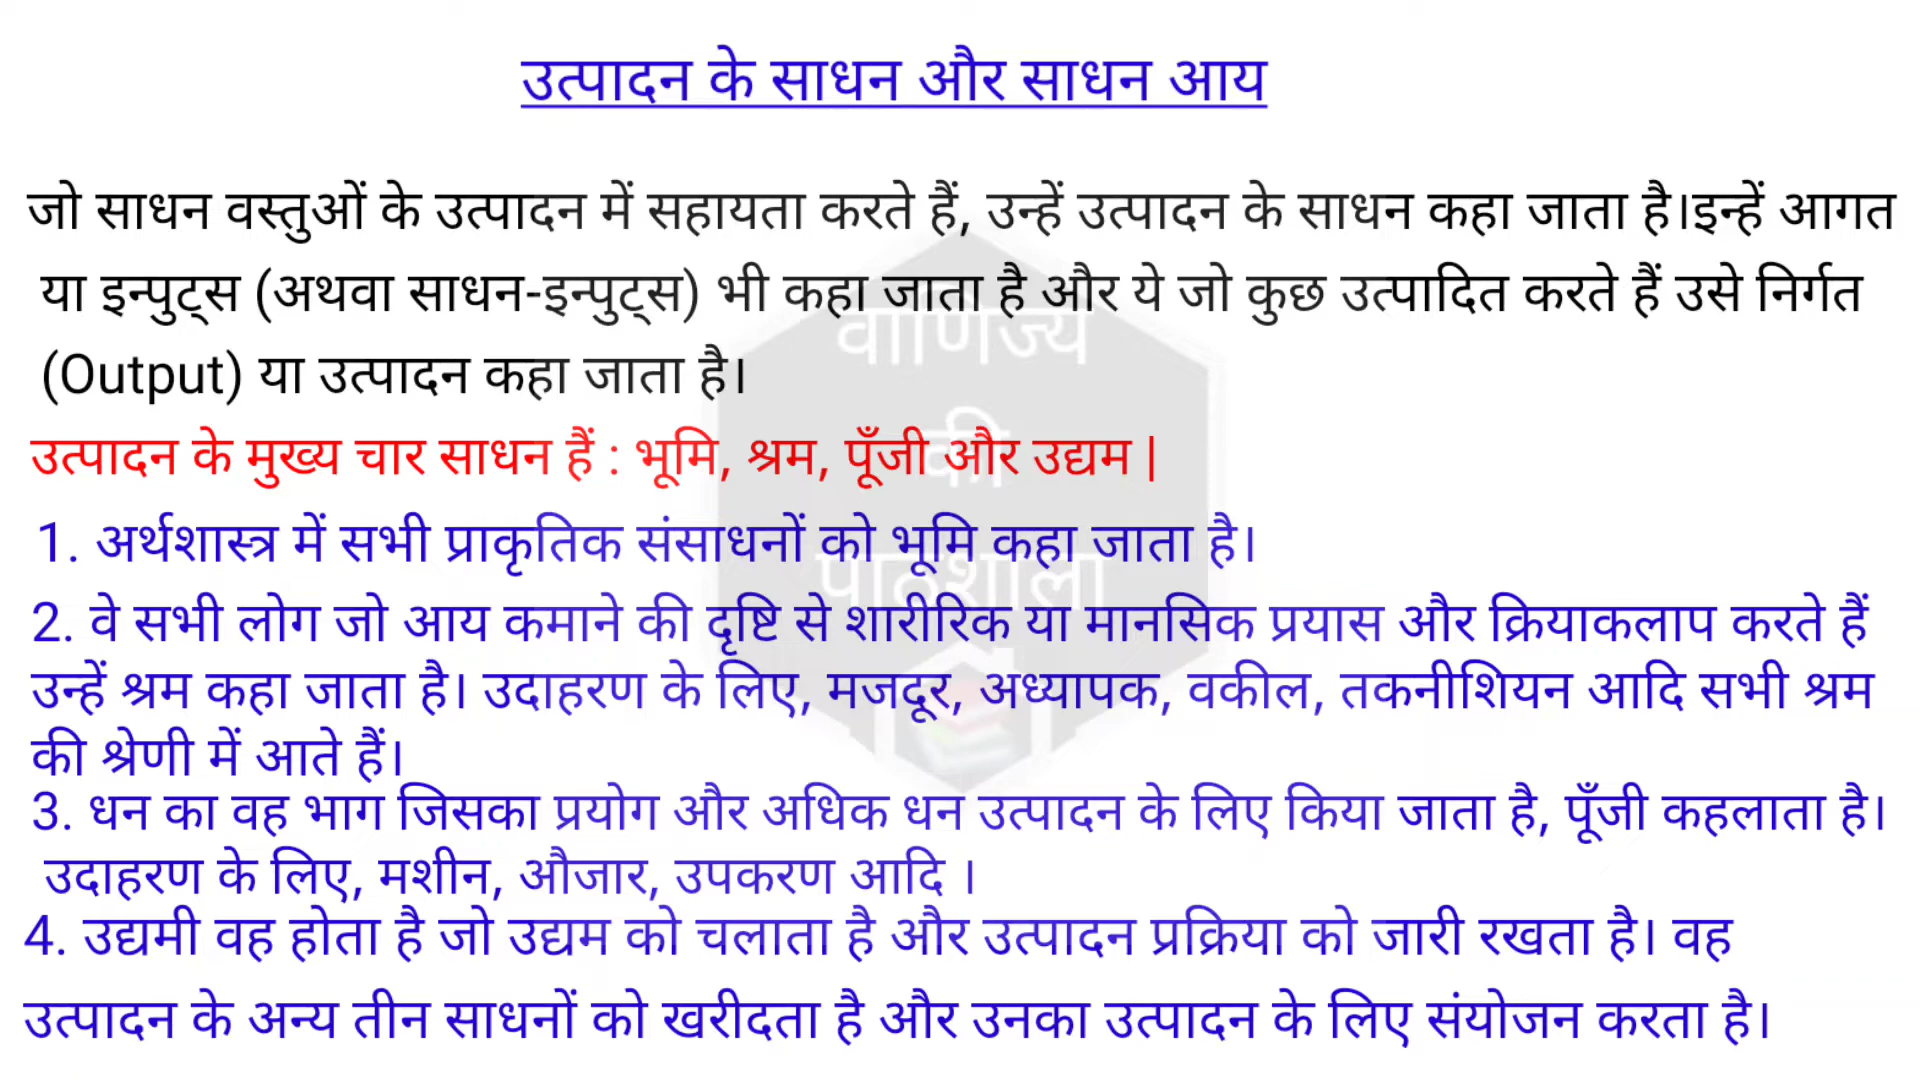 उत्पादन के साधन और साधन आय
जो साधन वस्तुओं के उत्पादन में सहायता करते हैं, उन्हें उत्पादन के साधन कहा जाता है।इन्हें आगत
या इन्पुट्स (अथवा साधन-इन्पुट्स) भी कहा जाता है और ये जो कुछ उत्पादित करते हैं उसे निर्गत
(Output) या उत्पादन कहा जाता है।
उत्पादन के मुख्य चार साधन हैं : भूमि, श्रम, पूँजी और उद्यम |
1. अर्थशास्त्र में सभी प्राकृतिक संसाधनों को भूमि कहा जाता है।
2. वे सभी लोग जो आय कमाने की दृष्टि से शारीरिक या मानसिक प्रयास और क्रियाकलाप करते हैं
उन्हें श्रम कहा जाता है। उदाहरण के लिए, मजदूर, अध्यापक, वकील, तकनीशियन आदि सभी श्रम
की श्रेणी में आते हैं।
3. धन का वह भाग जिसका प्रयोग और अधिक धन उत्पादन के लिए किया जाता है, पूँजी कहलाता है।
उदाहरण के लिए, मशीन, औजार, उपकरण आदि ।
4. उद्यमी वह होता है जो उद्यम को चलाता है और उत्पादन प्रक्रिया को जारी रखता है। वह
उत्पादन के अन्य तीन साधनों को खरीदता है और उनका उत्पादन के लिए संयोजन करता है।
वाणिज्य
की
पाठशाला